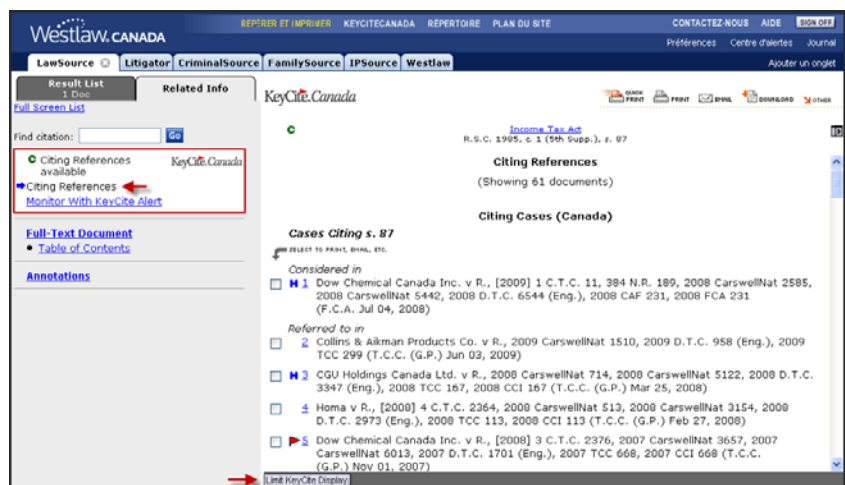 Westlaw. CANADA
REPÉRER ET IMPRIMER KEYCITECANADA RÉPERTOIRE PLAN DU SITE
CONTACTEZ-NOUS AIDE SIGN OFF
Préférences Centre d'alertes Journal
LawSource Litigator CriminalSource FamilySource IPSource Westlaw
Ajouter un onglet
Result List
1 Doc
Related Info
Full Screen List
Find citation: Go
C Citing References available KeyCite.Canada
Citing References
Monitor With KeyCite Alert
Full-Text Document
• Table of Contents
Annotations
KeyCite.Canada
QUICK PRINT PRINT EMAIL DOWNLOAD OTHER
C
Income Tax Act
R.S.C. 1985, c. 1 (5th Supp.), s. 87
Citing References
(Showing 61 documents)
Citing Cases (Canada)
Cases Citing s. 87
SELECT TO PRINT, EMAIL, ETC.
Considered in
H 1 Dow Chemical Canada Inc. v R., [2009] 1 C.T.C. 11, 384 N.R. 189, 2008 CarswellNat 2585,
2008 CarswellNat 5442, 2008 D.T.C. 6544 (Eng.), 2008 CAF 231, 2008 FCA 231
(F.C.A. Jul 04, 2008)
Referred to in
2 Collins & Aikman Products Co. v R., 2009 CarswellNat 1510, 2009 D.T.C. 958 (Eng.), 2009
TCC 299 (T.C.C. (G.P.) Jun 03, 2009)
H 3 CGU Holdings Canada Ltd. v R., 2008 CarswellNat 714, 2008 CarswellNat 5122, 2008 D.T.C.
3347 (Eng.), 2008 TCC 167, 2008 CCI 167 (T.C.C. (G.P.) Mar 25, 2008)
4 Homa v R., [2008] 4 C.T.C. 2364, 2008 CarswellNat 513, 2008 CarswellNat 3154, 2008
D.T.C. 2973 (Eng.), 2008 TCC 113, 2008 CCI 113 (T.C.C. (G.P.) Feb 27, 2008)
5 Dow Chemical Canada Inc. v R., [2008] 3 C.T.C. 2376, 2007 CarswellNat 3657, 2007
CarswellNat 6013, 2007 D.T.C. 1701 (Eng.), 2007 TCC 668, 2007 CCI 668 (T.C.C.
(G.P.) Nov 01, 2007)
Limit KeyCite Display